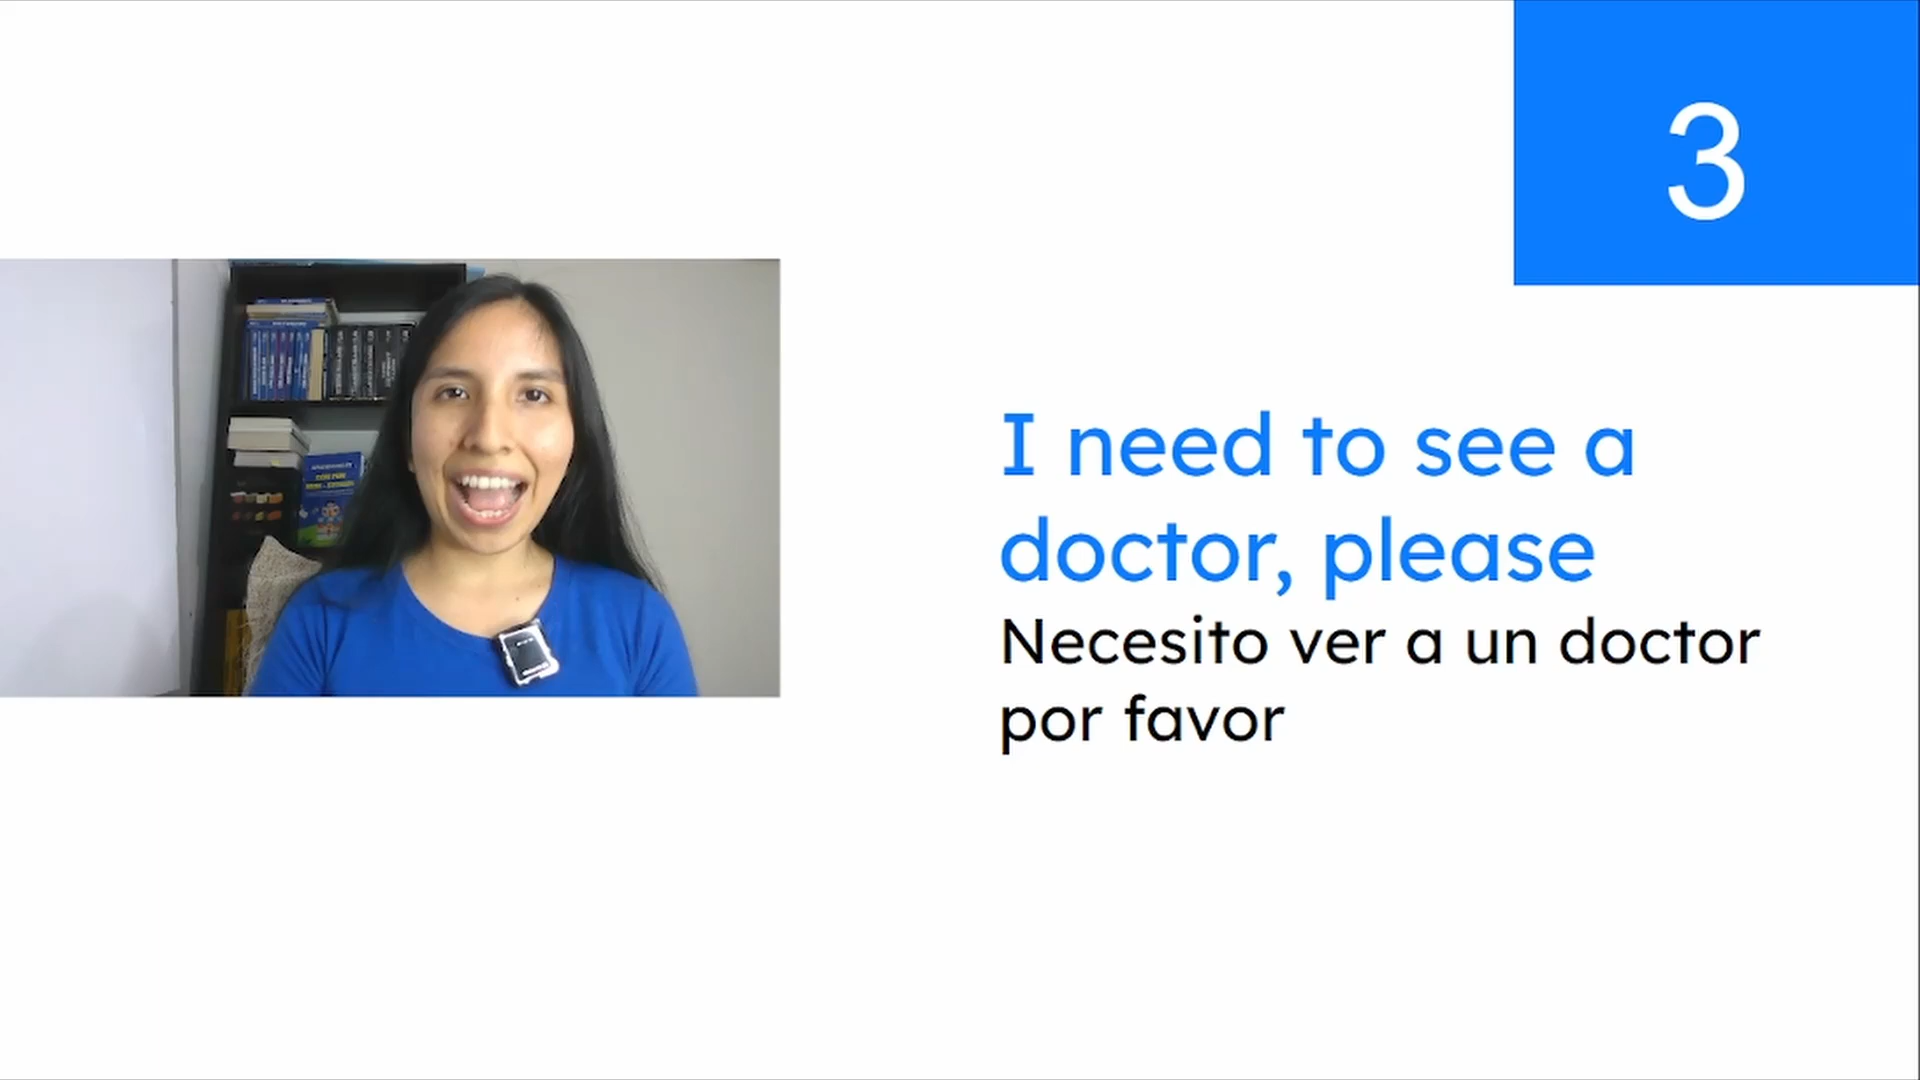 3
I need to see a
doctor, please
Necesito ver a un doctor
por favor